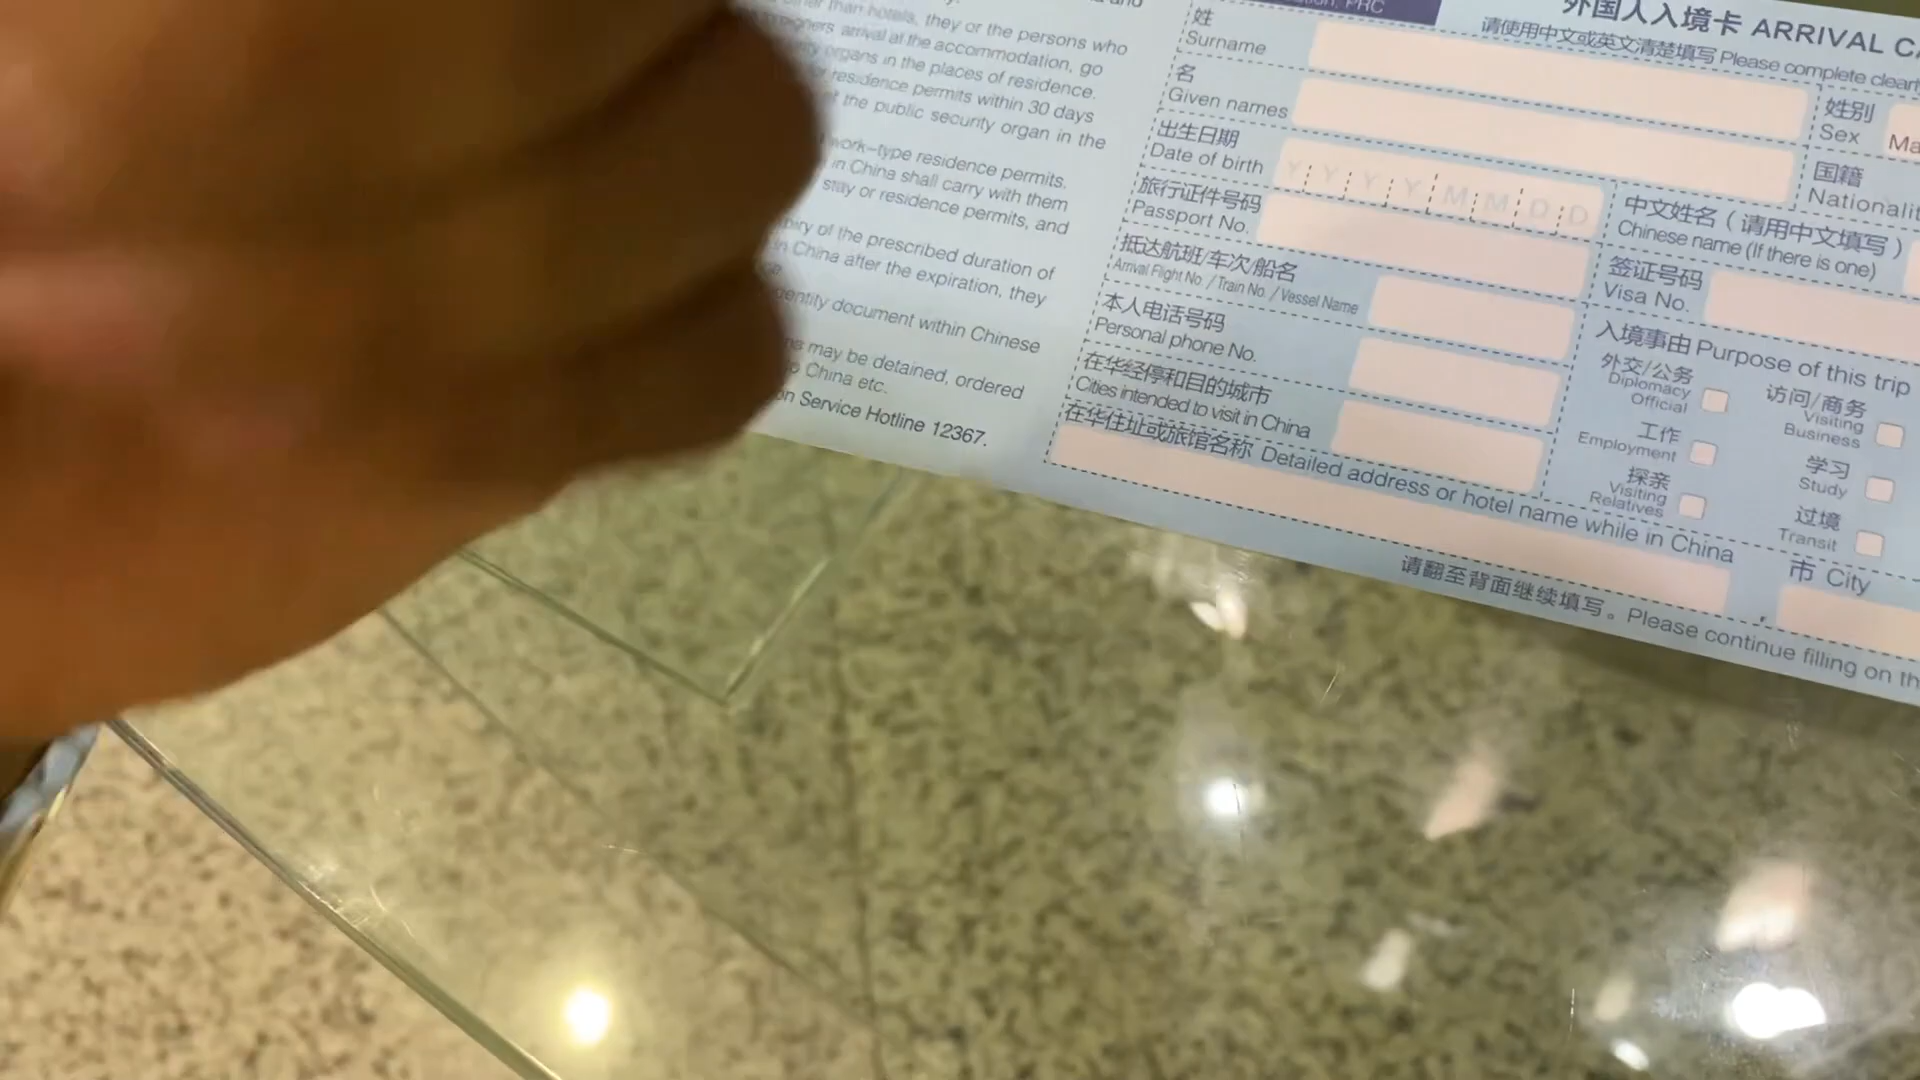 and
than hotels, they or the persons who
arrival at the accommodation, go
organs in the places of residence.
residence permits within 30 days
the public security organ in the
work-type residence permits.
in China shall carry with them
stay or residence permits, and
of the prescribed duration of
in China after the expiration, they
identity document within Chinese
may be detained, ordered
China etc.
Service Hotline 12367.
PRC
外国人入境卡 ARRIVAL
请使用中文或英文清楚填写 Please complete
姓
Surname
名
Given names
姓别
Sex
出生日期
Date of birth
Y Y Y Y M M D D
国籍
旅行证件号码
Passport No.
中文姓名(请用中文填写)
Chinese name (If there is one)
抵达航班/车次/船名
Arrival Flight No. / Train No. / Vessel Name
签证号码
Visa No.
本人电话号码
Personal phone No.
入境事由 Purpose of this trip
外交/公务
Diplomacy
Official
访问/商务
Visiting
Business
在华经停和目的城市
Cities intended to visit in China
工作
Employment
学习
Study
探亲
Visiting
Relatives
过境
Transit
在华住址或旅馆名称 Detailed address or hotel name while in China
市 City
请翻至背面继续填写。Please continue filling on